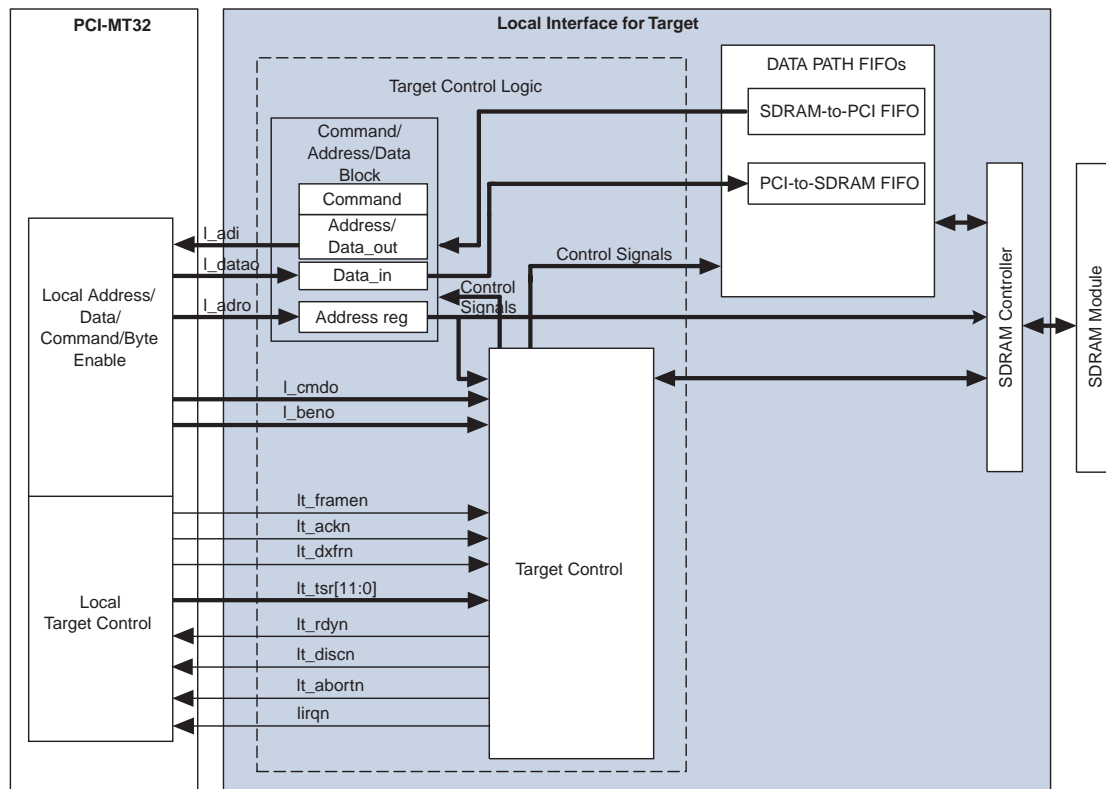 PCI-MT32
Local Interface for Target
DATA PATH FIFOs
Target Control Logic
SDRAM-to-PCI FIFO
Command/
Address/Data
Block
PCI-to-SDRAM FIFO
Command
Address/
Data_out
l_adi
l_datao
Data_in
Control Signals
Control
Signals
l_adro
Address reg
Local Address/
Data/
Command/Byte
Enable
SDRAM Controller
SDRAM Module
l_cmdo
l_beno
lt_framen
lt_ackn
lt_dxfrn
Target Control
lt_tsr[11:0]
Local
Target Control
lt_rdyn
lt_discn
lt_abortn
lirqn